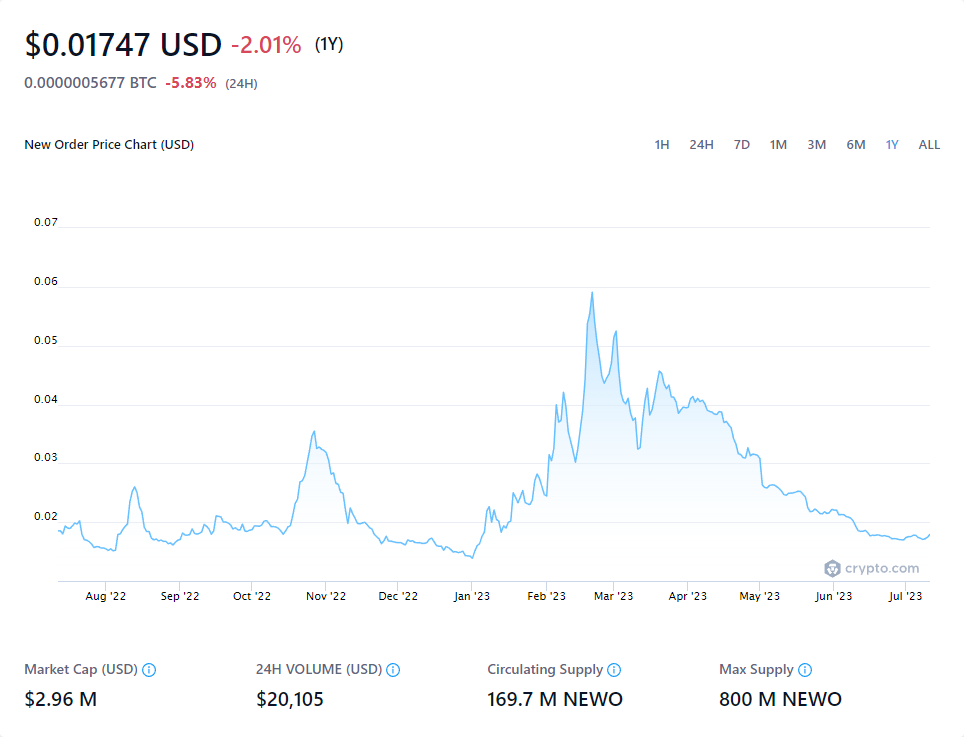 $0.01747 USD -2.01% (1Y)
0.0000005677 BTC -5.83% (24H)
New Order Price Chart (USD) 1H 24H 7D 1M 3M 6M 1Y ALL
0.07
0.06
0.05
0.04
0.03
0.02
crypto.com
Aug '22 Sep '22 Oct '22 Nov '22 Dec '22 Jan '23 Feb '23 Mar '23 Apr '23 May '23 Jun '23 Jul '23
Market Cap (USD) 24H VOLUME (USD) Circulating Supply Max Supply
$2.96 M $20,105 169.7 M NEWO 800 M NEWO